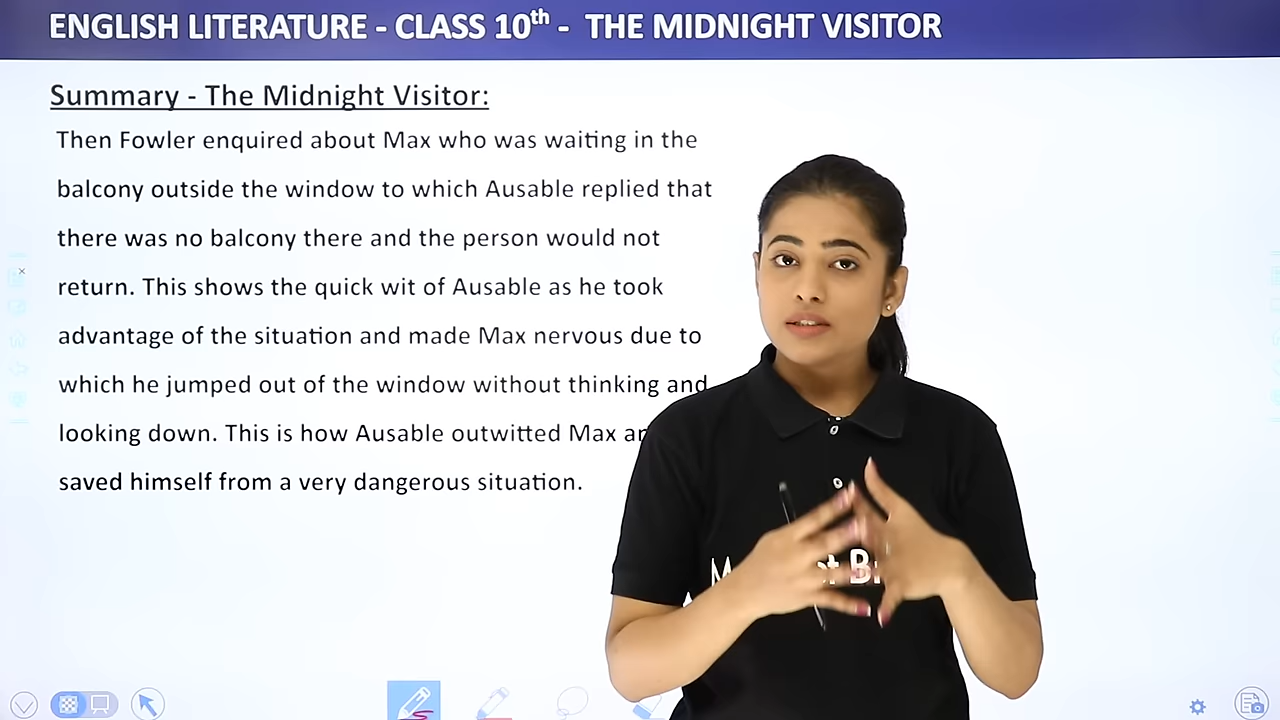 ENGLISH LITERATURE - CLASS 10th - THE MIDNIGHT VISITOR
Summary - The Midnight Visitor:
Then Fowler enquired about Max who was waiting in the
balcony outside the window to which Ausable replied that
there was no balcony there and the person would not
return. This shows the quick wit of Ausable as he took
advantage of the situation and made Max nervous due to
which he jumped out of the window without thinking and
looking down. This is how Ausable outwitted Max
saved himself from a very dangerous situation.